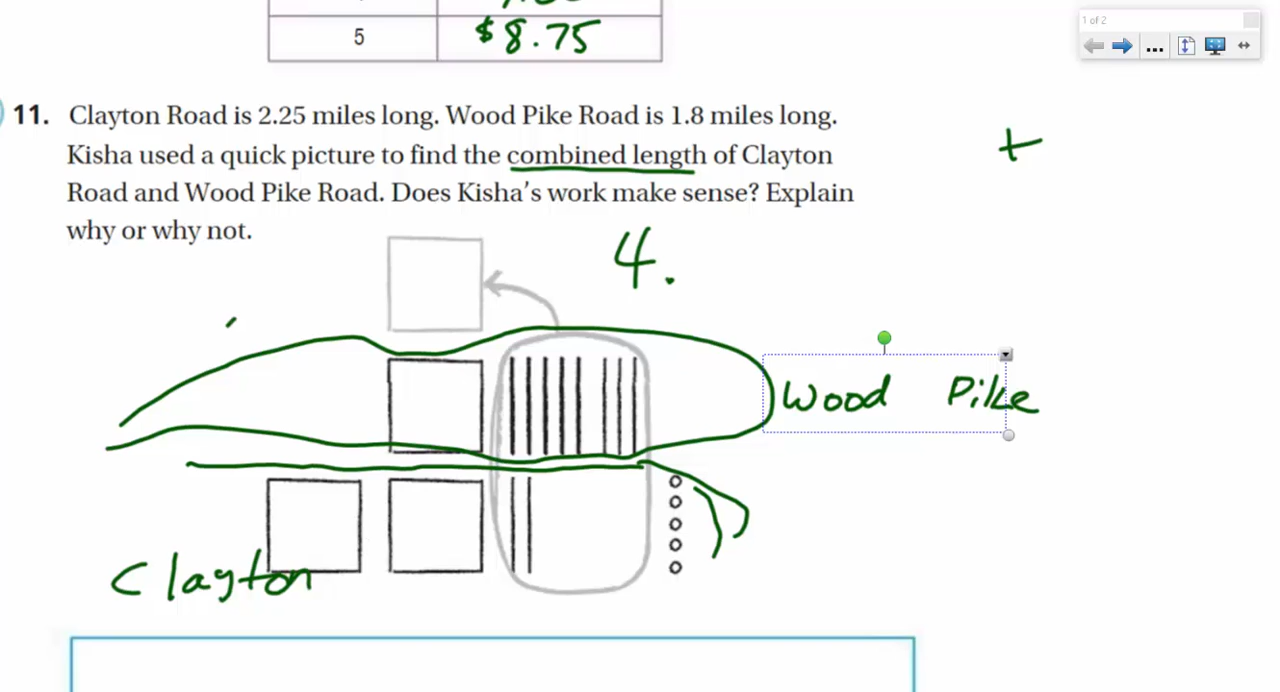 5 $8.75
1 of 2
11. Clayton Road is 2.25 miles long. Wood Pike Road is 1.8 miles long.
Kisha used a quick picture to find the combined length of Clayton
Road and Wood Pike Road. Does Kisha's work make sense? Explain
why or why not.
+
4.
Wood Pike
Clayton